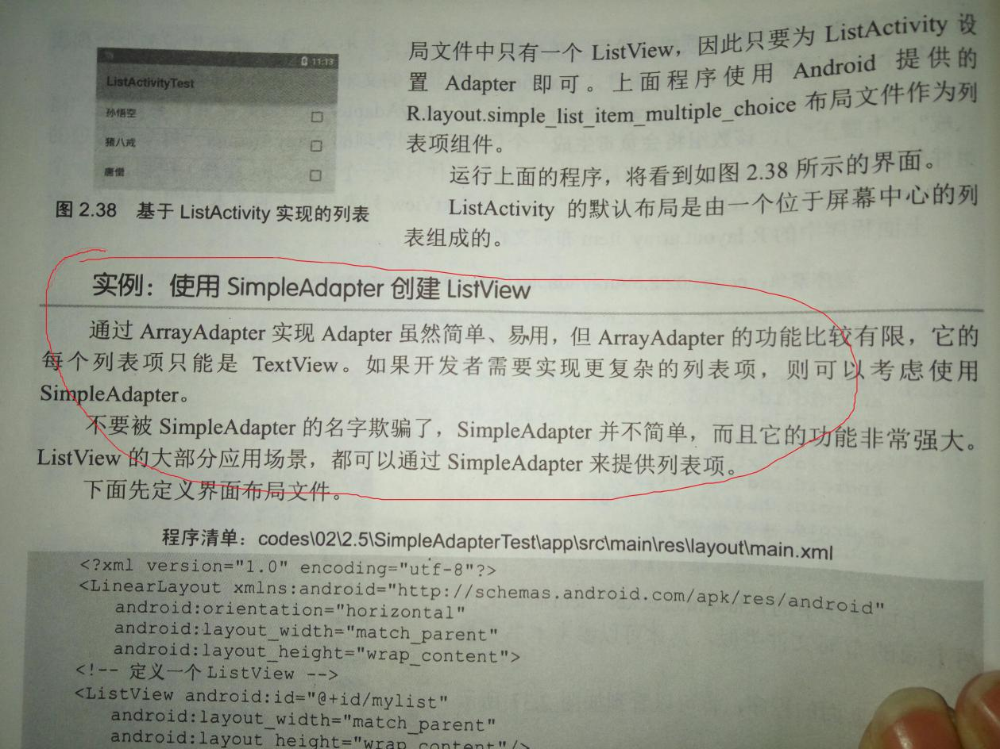 11:13
ListActivityTest
孙悟空
猪八戒
唐僧
图 2.38 基于 ListActivity 实现的列表
局文件中只有一个 ListView，因此只要为 ListActivity 设
置 Adapter 即可。上面程序使用 Android 提供的
R.layout.simple_list_item_multiple_choice 布局文件作为列
表项组件。
运行上面的程序，将看到如图 2.38 所示的界面。
ListActivity 的默认布局是由一个位于屏幕中心的列
表组成的。
实例：使用 SimpleAdapter 创建 ListView
通过 ArrayAdapter 实现 Adapter 虽然简单、易用，但 ArrayAdapter 的功能比较有限，它的
每个列表项只能是 TextView。如果开发者需要实现更复杂的列表项，则可以考虑使用
SimpleAdapter。
不要被 SimpleAdapter 的名字欺骗了，SimpleAdapter 并不简单，而且它的功能非常强大。
ListView 的大部分应用场景，都可以通过 SimpleAdapter 来提供列表项。
下面先定义界面布局文件。
程序清单：codes\02\2.5\SimpleAdapterTest\app\src\main\res\layout\main.xml
<?xml version="1.0" encoding="utf-8"?>
<LinearLayout xmlns:android="http://schemas.android.com/apk/res/android"
android:orientation="horizontal"
android:layout_width="match_parent"
android:layout_height="wrap_content">
<!-- 定义一个 ListView -->
<ListView android:id="@+id/mylist"
android:layout_width="match_parent"
android:layout_height="wrap_content"/>